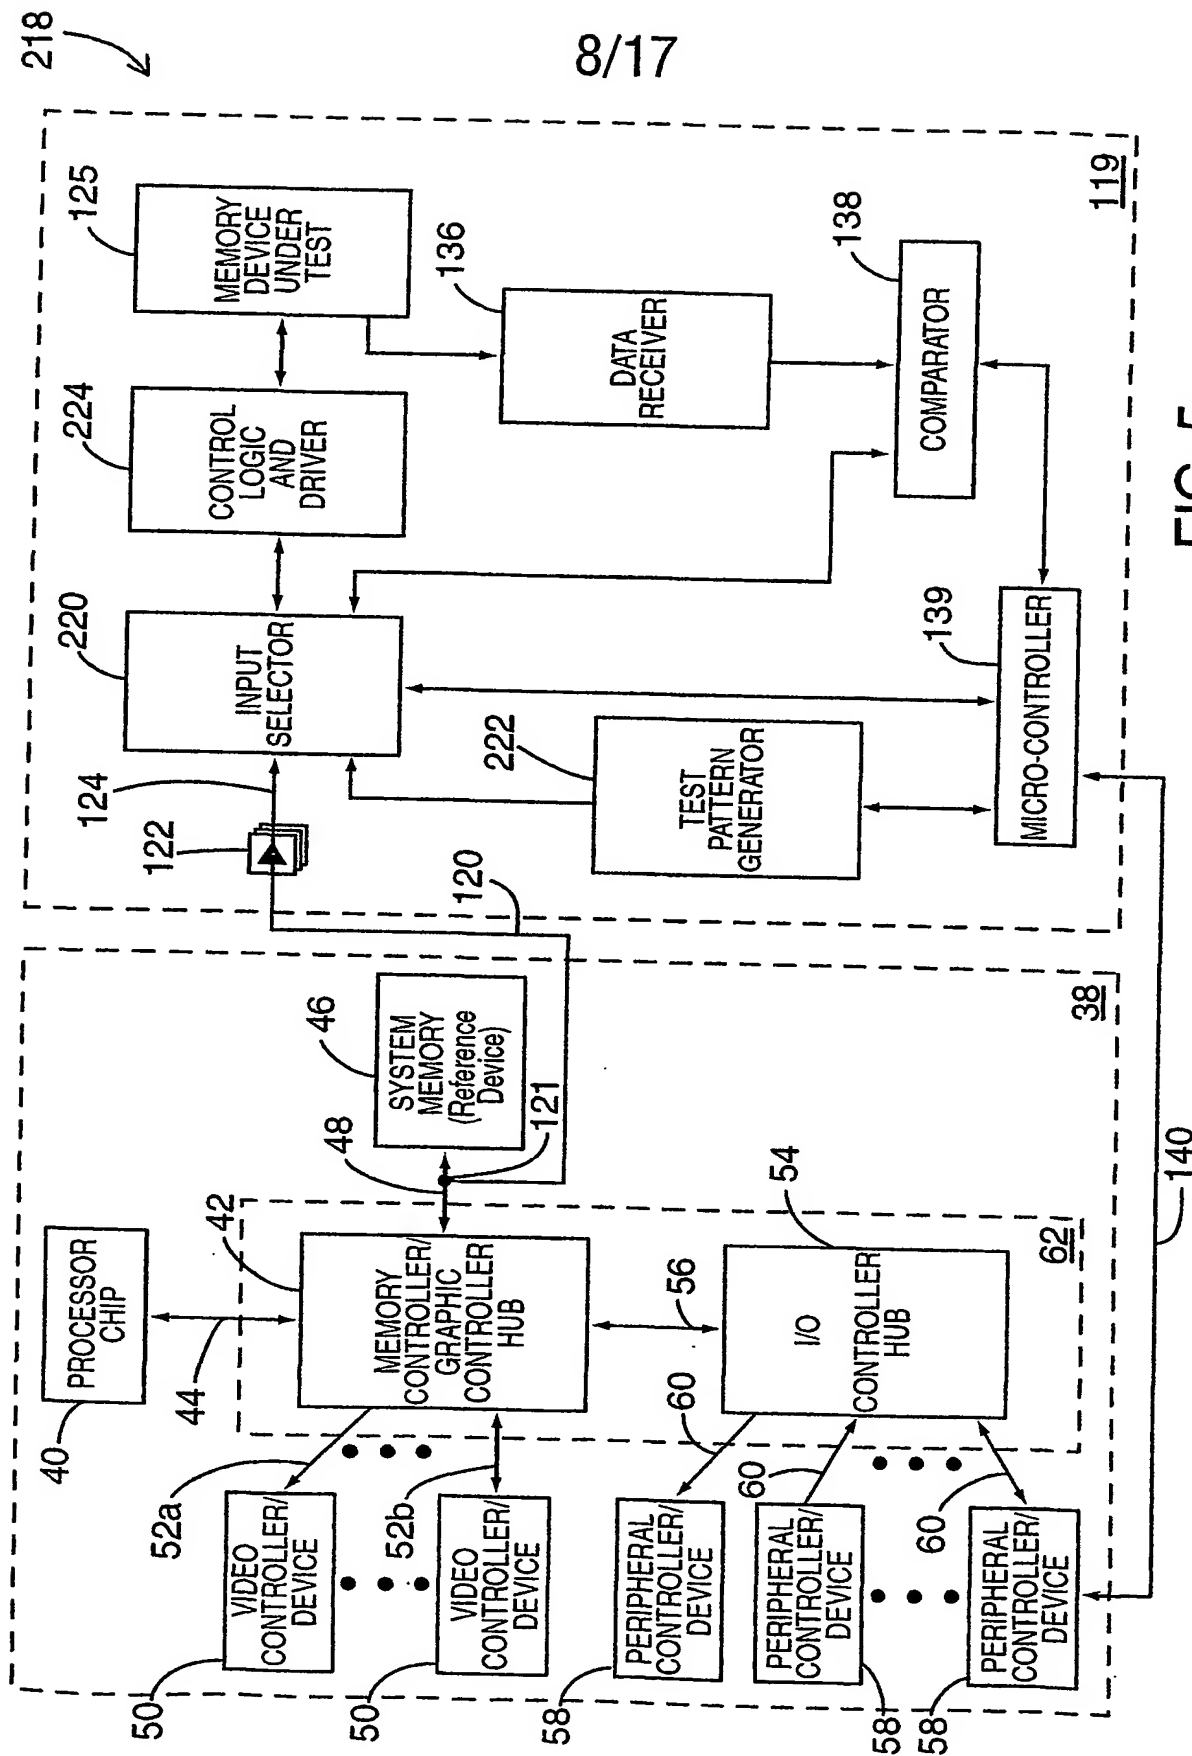 8/17
218
119
125
MEMORY
DEVICE
UNDER
TEST
136
DATA
RECEIVER
138
COMPARATOR
224
CONTROL
LOGIC
AND
DRIVER
220
INPUT
SELECTOR
139
MICRO-CONTROLLER
222
TEST
PATTERN
GENERATOR
124
122
120
38
46
SYSTEM
MEMORY
(Reference
Device)
48
121
40
PROCESSOR
CHIP
44
42
MEMORY
CONTROLLER/
GRAPHIC
CONTROLLER
HUB
56
54
I/O
CONTROLLER
HUB
62
52a
52b
60
60
60
50
VIDEO
CONTROLLER/
DEVICE
50
VIDEO
CONTROLLER/
DEVICE
58
PERIPHERAL
CONTROLLER/
DEVICE
58
PERIPHERAL
CONTROLLER/
DEVICE
58
PERIPHERAL
CONTROLLER/
DEVICE
140